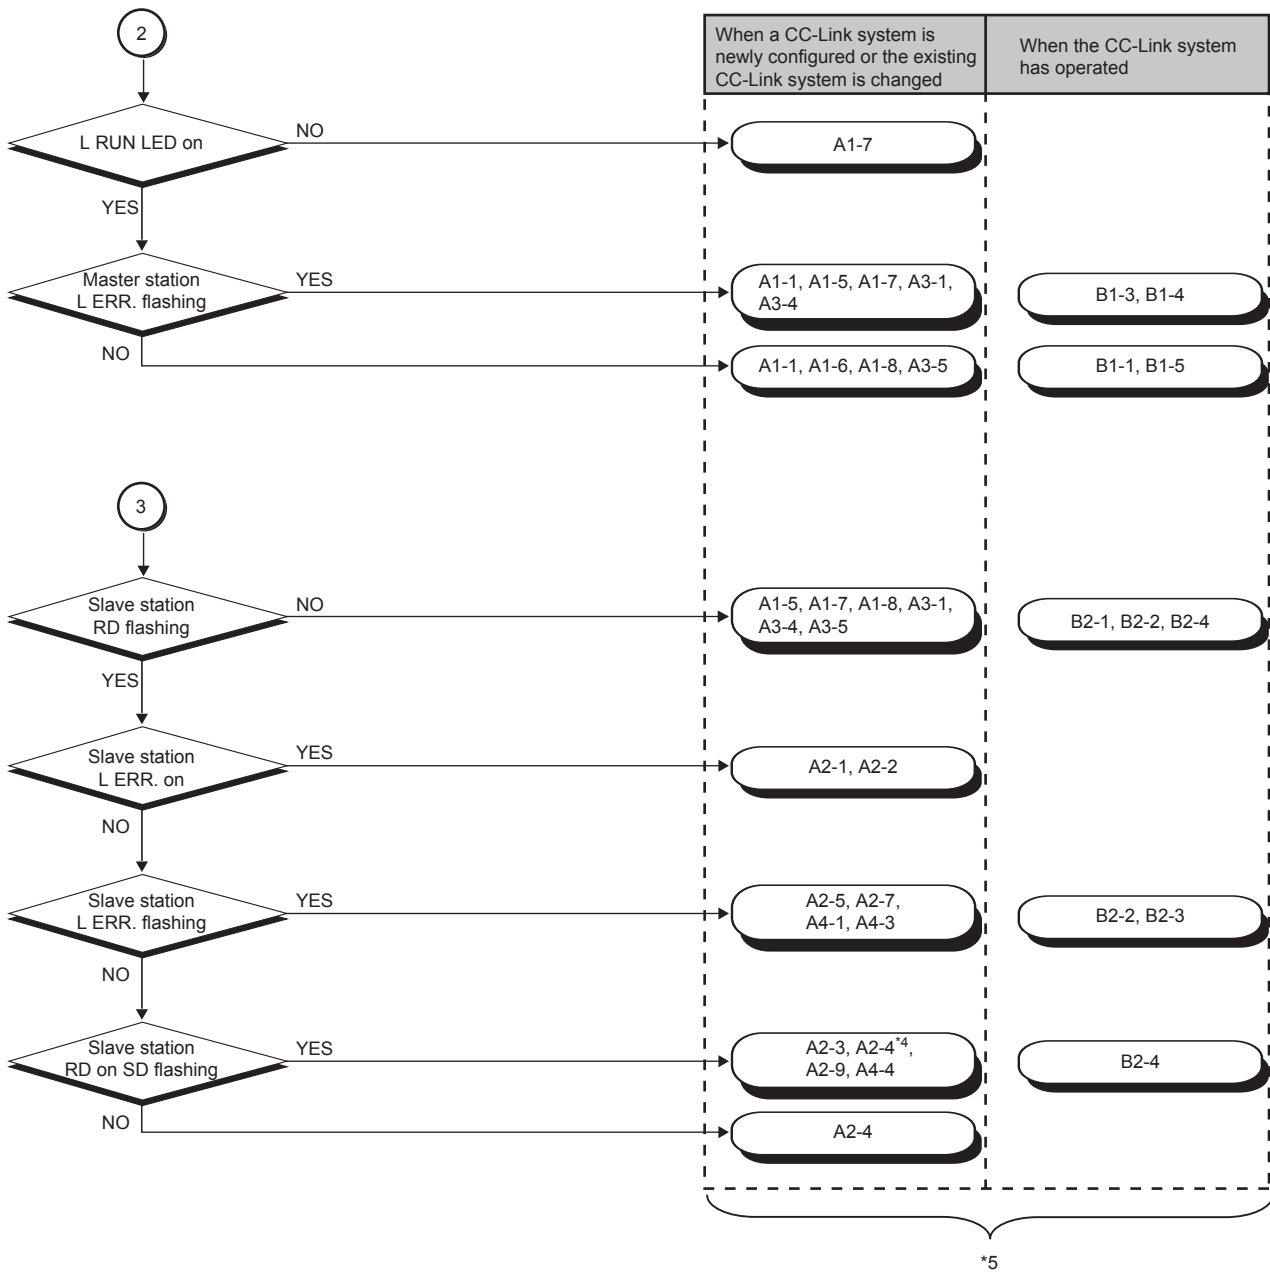 2
When a CC-Link system is
newly configured or the existing
CC-Link system is changed
When the CC-Link system
has operated
L RUN LED on
NO
A1-7
YES
Master station
L ERR. flashing
YES
A1-1, A1-5, A1-7, A3-1,
A3-4
B1-3, B1-4
NO
A1-1, A1-6, A1-8, A3-5
B1-1, B1-5
3
Slave station
RD flashing
NO
A1-5, A1-7, A1-8, A3-1,
A3-4, A3-5
B2-1, B2-2, B2-4
YES
Slave station
L ERR. on
YES
A2-1, A2-2
NO
Slave station
L ERR. flashing
YES
A2-5, A2-7,
A4-1, A4-3
B2-2, B2-3
NO
Slave station
RD on SD flashing
YES
A2-3, A2-4*4,
A2-9, A4-4
B2-4
NO
A2-4
*5